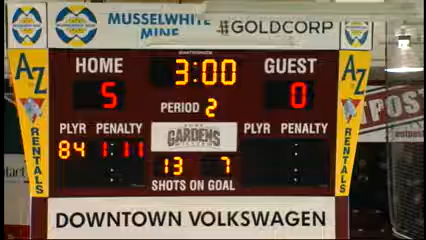 MUSSELWHITE
MINE
#GOLDCORP
GARDENS
AZ
RENTALS
HOME
3:00
GUEST
5
PERIOD 2
0
AZ
RENTALS
PLYR PENALTY
GARDENS
PLYR PENALTY
84 1:11
13 7
SHOTS ON GOAL
DOWNTOWN VOLKSWAGEN